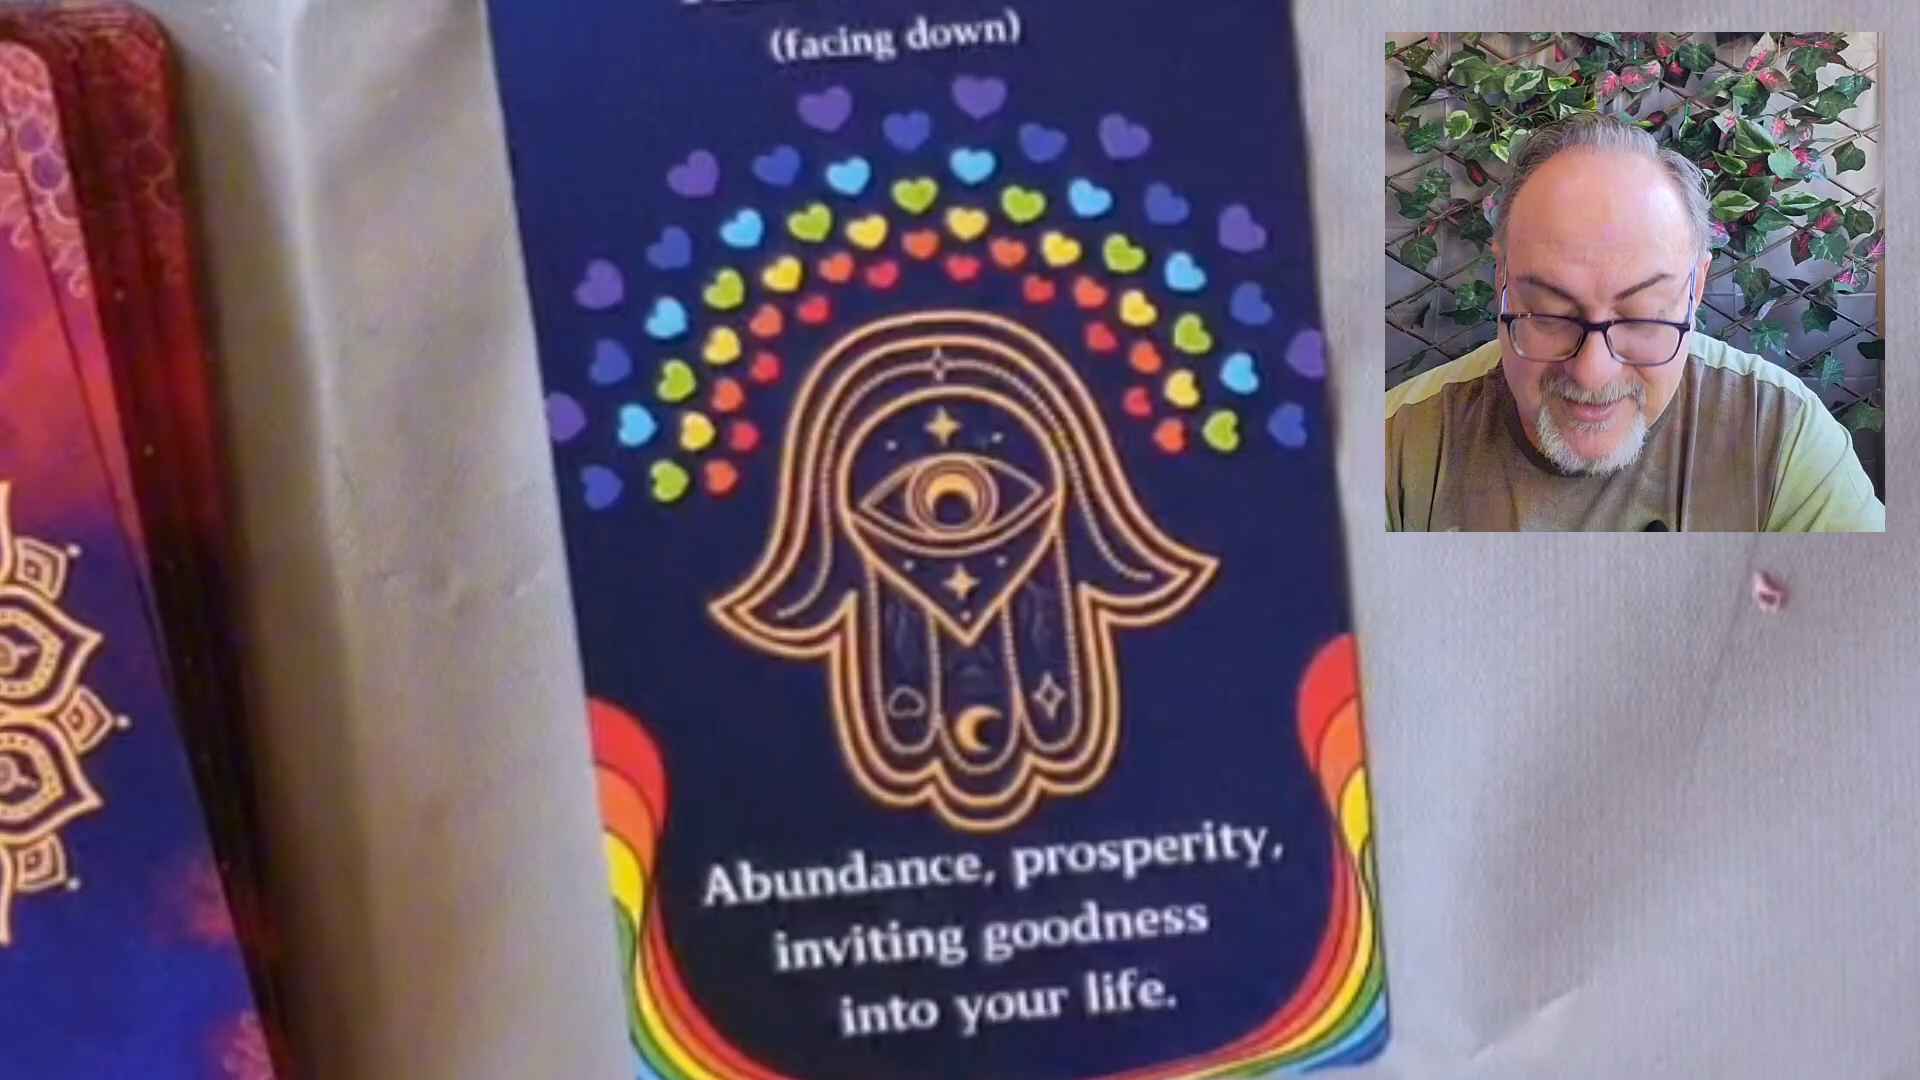 (facing down)
Abundance, prosperity,
inviting goodness
into your life.